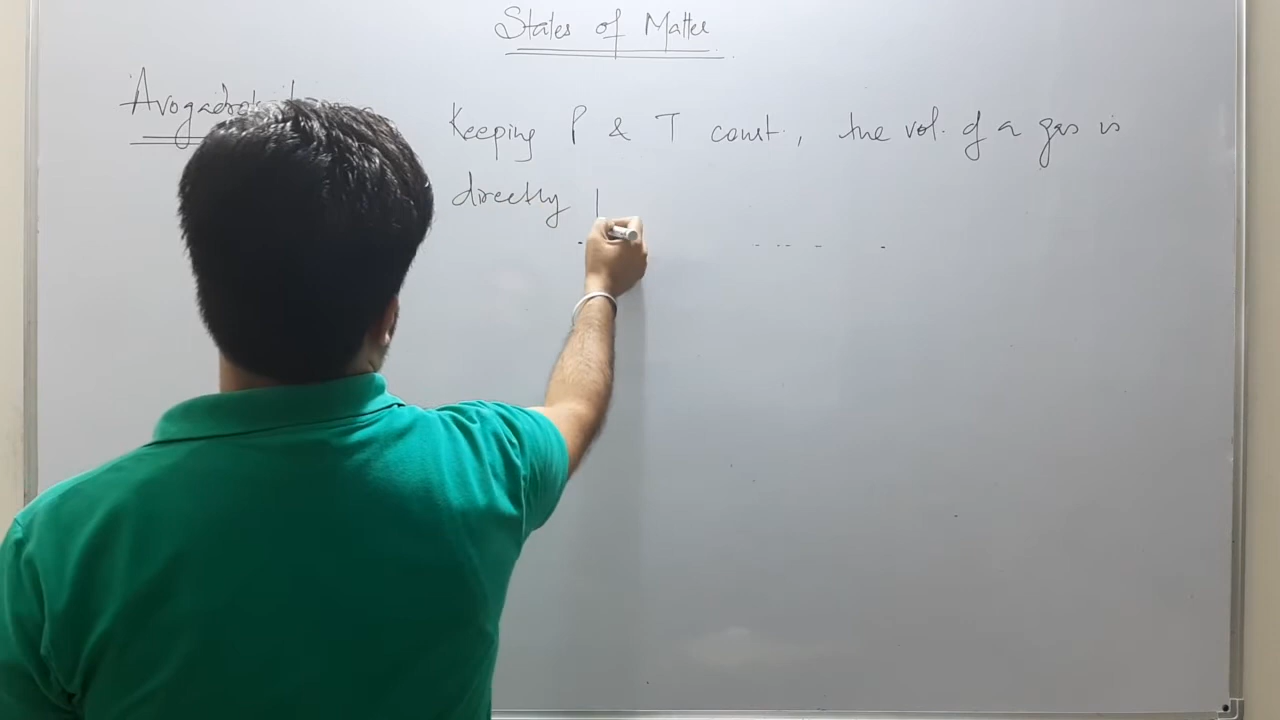 States of Matter
Keeping P & T const., the vol. of a gas is
directly